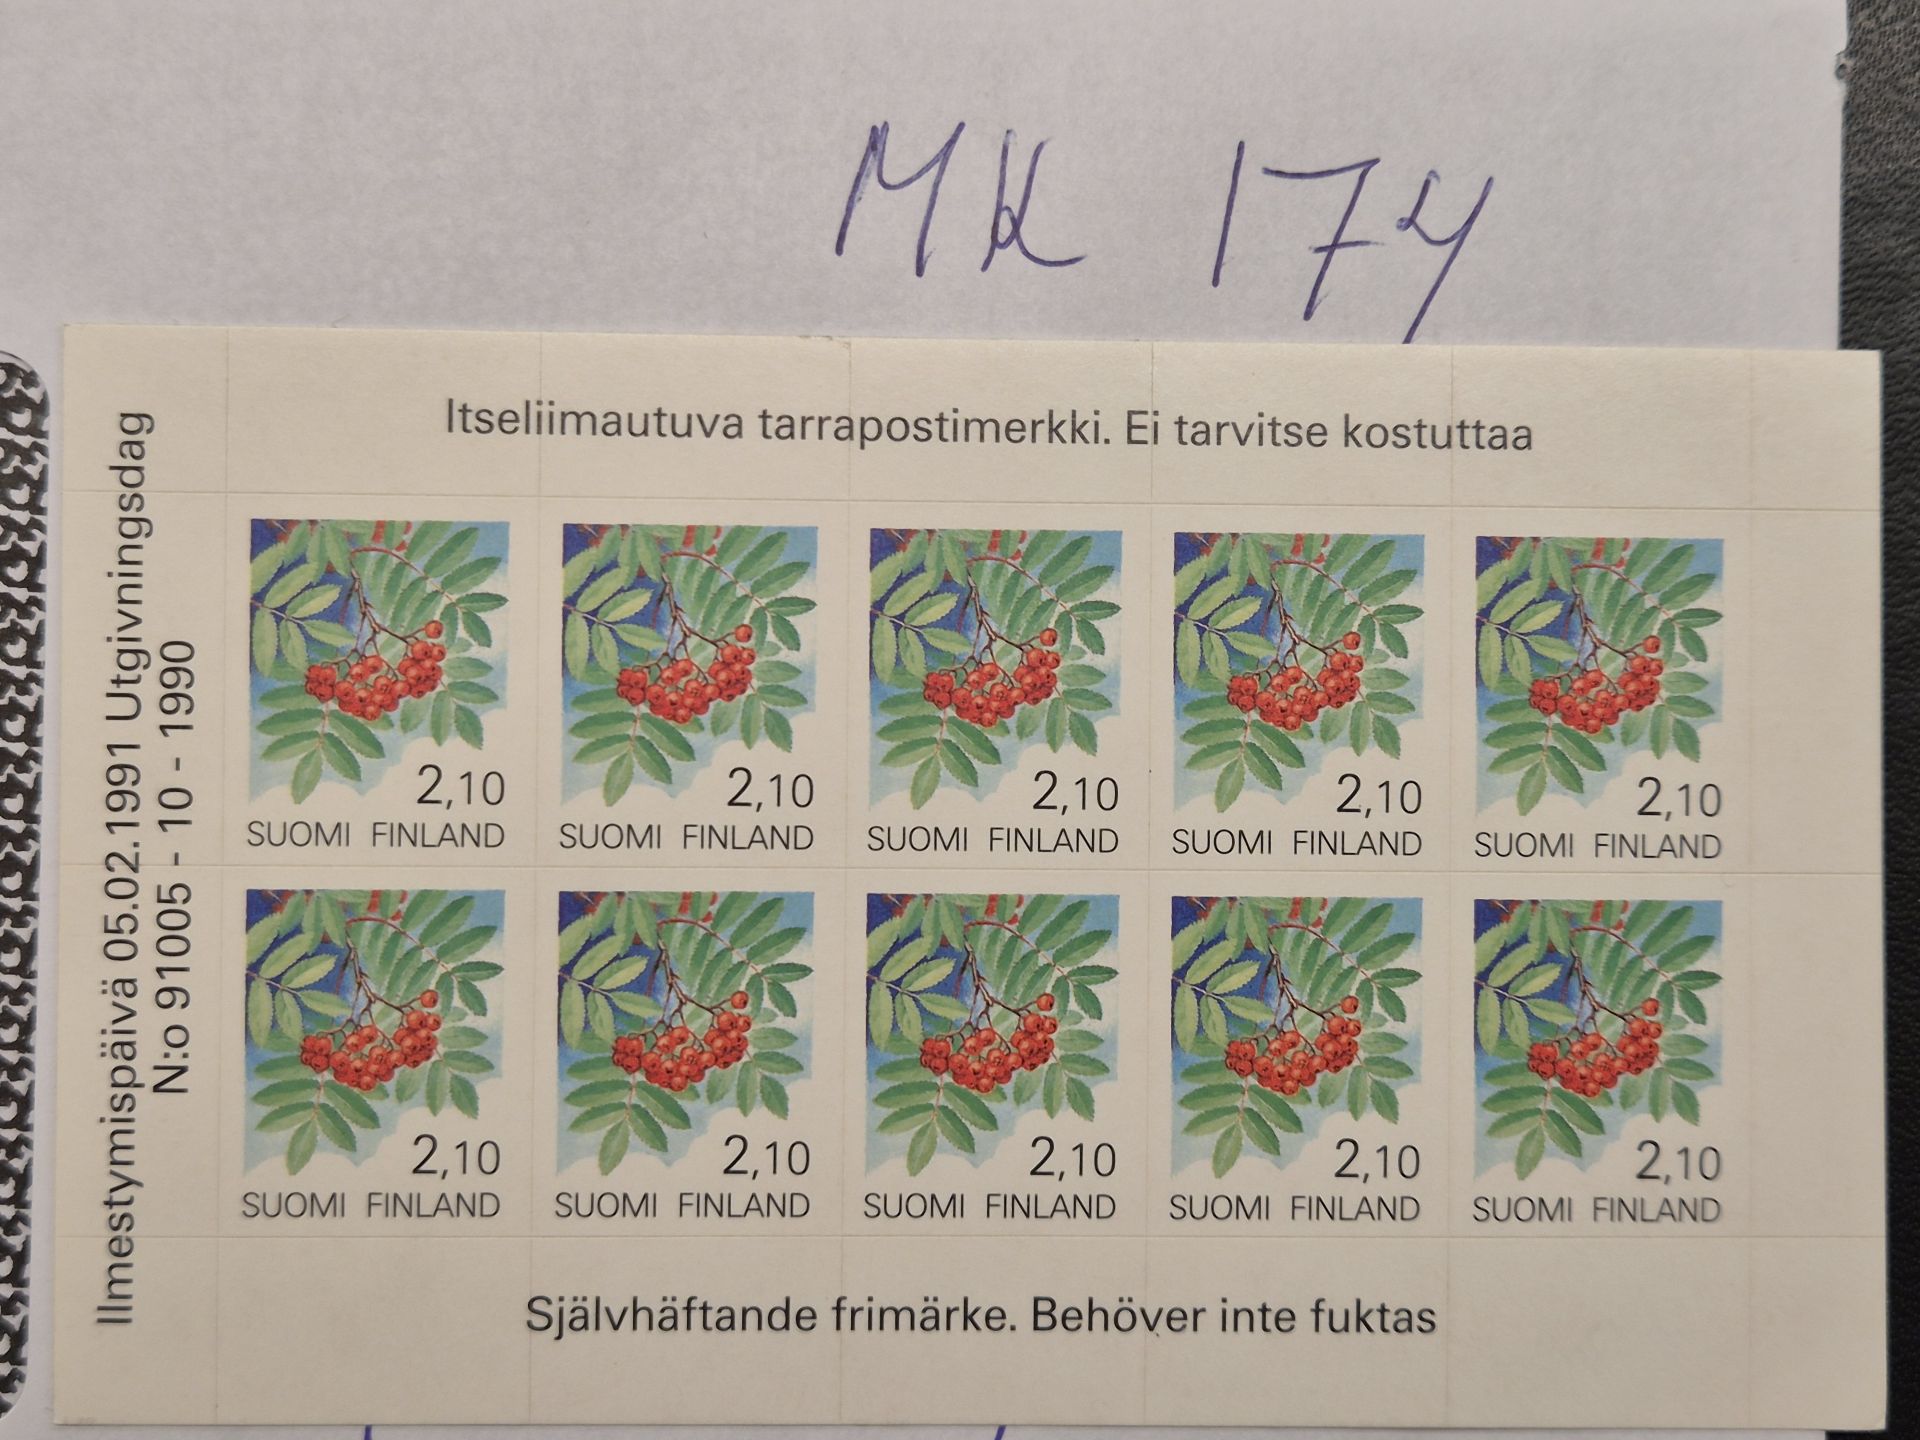 MK 174
Itseliimautuva tarrapostimerkki. Ei tarvitse kostuttaa
Ilmestymispäivä 05.02.1991 Utgivningsdag
N:o 91005 - 10 - 1990
2,10 2,10 2,10 2,10 2,10
SUOMI FINLAND SUOMI FINLAND SUOMI FINLAND SUOMI FINLAND SUOMI FINLAND
2,10 2,10 2,10 2,10 2,10
SUOMI FINLAND SUOMI FINLAND SUOMI FINLAND SUOMI FINLAND SUOMI FINLAND
Självhäftande frimärke. Behöver inte fuktas